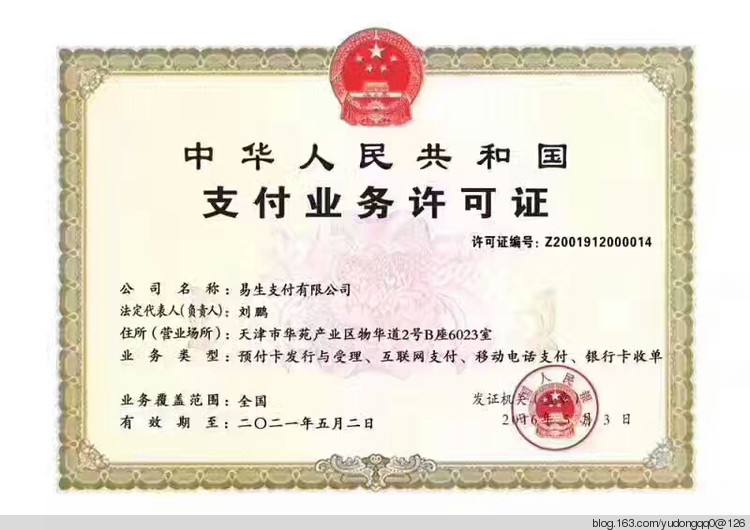 中华人民共和国
支付业务许可证
许可证编号：Z2001912000014
公司名称：易生支付有限公司
法定代表人(负责人)：刘鹏
住所（营业场所）：天津市华苑产业区物华道2号B座6023室
业务类型：预付卡发行与受理、互联网支付、移动电话支付、银行卡收单
业务覆盖范围：全国
有效期至：二〇二一年五月二日
发证机关
2016年5月3日
blog.163.com/yudongqq0@126